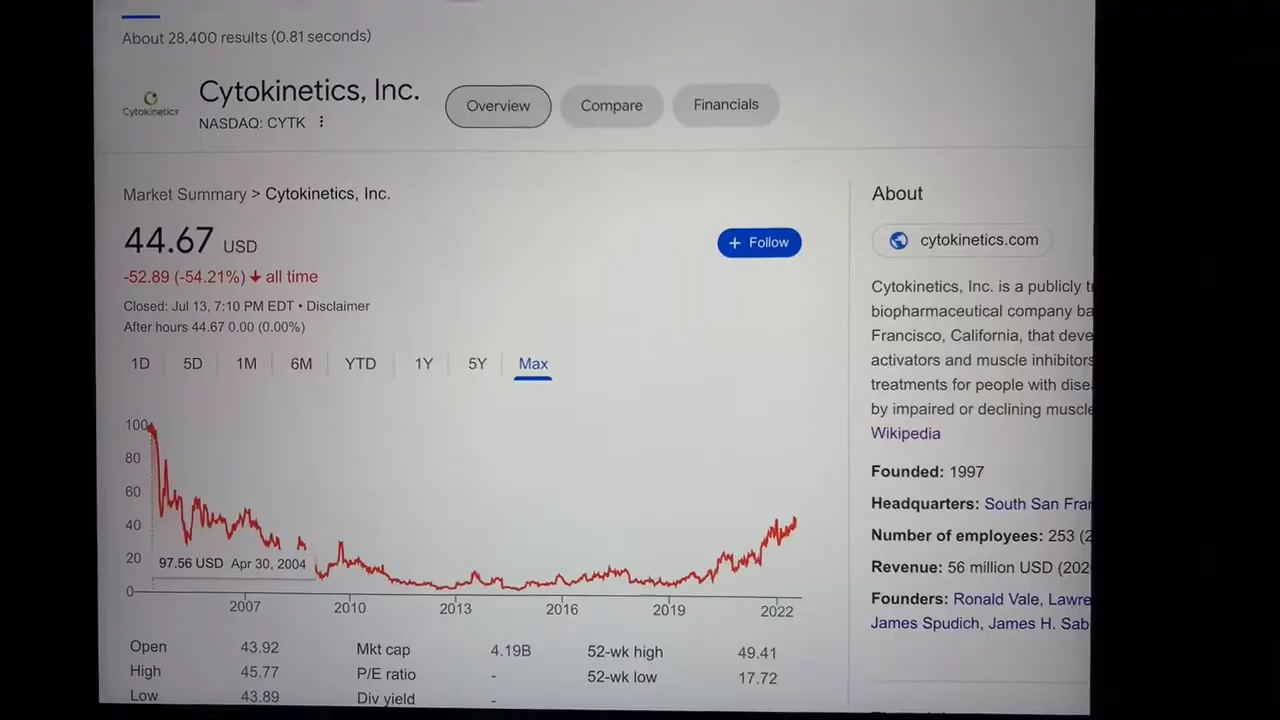 About 28,400 results (0.81 seconds)
Cytokinetics
Cytokinetics, Inc.
NASDAQ: CYTK
Overview
Compare
Financials
Market Summary > Cytokinetics, Inc.
44.67 USD
-52.89 (-54.21%) all time
Closed: Jul 13, 7:10 PM EDT • Disclaimer
After hours 44.67 0.00 (0.00%)
+ Follow
1D 5D 1M 6M YTD 1Y 5Y Max
100
80
60
40
20
0
97.56 USD Apr 30, 2004
2007 2010 2013 2016 2019 2022
Open 43.92 Mkt cap 4.19B 52-wk high 49.41
High 45.77 P/E ratio - 52-wk low 17.72
Low 43.89 Div yield -
About
cytokinetics.com
Cytokinetics, Inc. is a publicly
biopharmaceutical company
Francisco, California, that
activators and muscle inhibitors
treatments for people with
by impaired or declining muscle
Wikipedia
Founded: 1997
Headquarters: South San
Number of employees: 253
Revenue: 56 million USD
Founders: Ronald Vale,
James Spudich, James H.